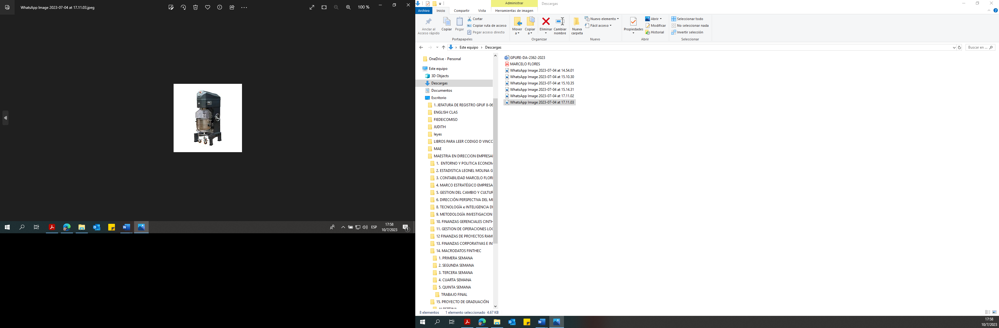 WhatsApp Image 2023-07-04 at 17.11.03.jpeg
100 %
ESP
17:58
10/7/2023
1
Administrar
Descargas
Archivo
Inicio
Compartir
Vista
Herramientas de imagen
Anclar al
Acceso rápido
Copiar
Pegar
Cortar
Copiar ruta de acceso
Pegar acceso directo
Portapapeles
Mover
a
Copiar
a
Eliminar
Cambiar
nombre
Organizar
Nueva
carpeta
Nuevo elemento
Fácil acceso
Nuevo
Propiedades
Abrir
Modificar
Historial
Abrir
Seleccionar todo
No seleccionar nada
Invertir selección
Seleccionar
Este equipo > Descargas
Buscar en ...
OneDrive - Personal
Este equipo
3D Objects
Descargas
Documentos
Escritorio
1. JEFATURA DE REGISTRO GPUF 8-06
ENGLISH CLAS
FIEDEICOMISO
JUDITH
leyes
LIBROS PARA LEER CODIGO D VINCC
MAE
MAESTRIA EN DIRECCION EMPRESAI
1. ENTORNO Y POLITICA ECONOM
2. ESTADISTICA LEONEL MOLINA G
3. CONTABILIDAD MARCELO FLORI
4. MARCO ESTRATÉGICO EMPRESA
5. GESTION DEL CAMBIO Y CULTUR
6. DIRECCIÓN PERSPECTIVA DEL MI
8. TECNOLOGÍA e INTELIGENCIA DI
9. METODOLOGÍA INVESTIGACION
10. FINANZAS GERENCIALES CINTH
11. GESTION DE OPERACIONES LOG
12 FINANZAS DE PROYECTOS RAM
13. FINANZAS CORPORATIVAS E IN
14. MACRODATOS FINTHEC
1. PRIMERA SEMANA
2. SEGUNDA SEMANA
3. TERCERA SEMANA
4. CUARTA SEMANA
5. QUINTA SEMANA
TRABAJO FINAL
15. PROYECTO DE GRADUACIÓN
ALBERTINA
GPURE-DA-2362-2023
MARCELO FLORES
WhatsApp Image 2023-07-04 at 14.54.01
WhatsApp Image 2023-07-04 at 15.10.30
WhatsApp Image 2023-07-04 at 15.10.35
WhatsApp Image 2023-07-04 at 15.14.31
WhatsApp Image 2023-07-04 at 17.11.02
WhatsApp Image 2023-07-04 at 17.11.03
8 elementos
1 elemento seleccionado 4.67 KB
17:58
10/7/2023